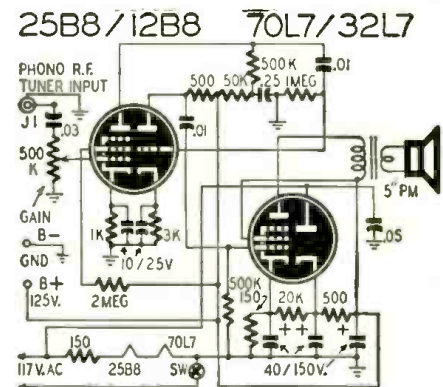 25B8/12B8 70L7/32L7
PHONO R.F.
TUNER INPUT
J1
.03
500
K
GAIN
B-
GND
B+
125V.
500 K
.01
500 50K .25 1MEG
.01
5" PM
.05
1K 3K
10/25V
2MEG
500K
150
20K 500
+ + +
40/150V.
117V. AC
150
25B8
70L7
SW